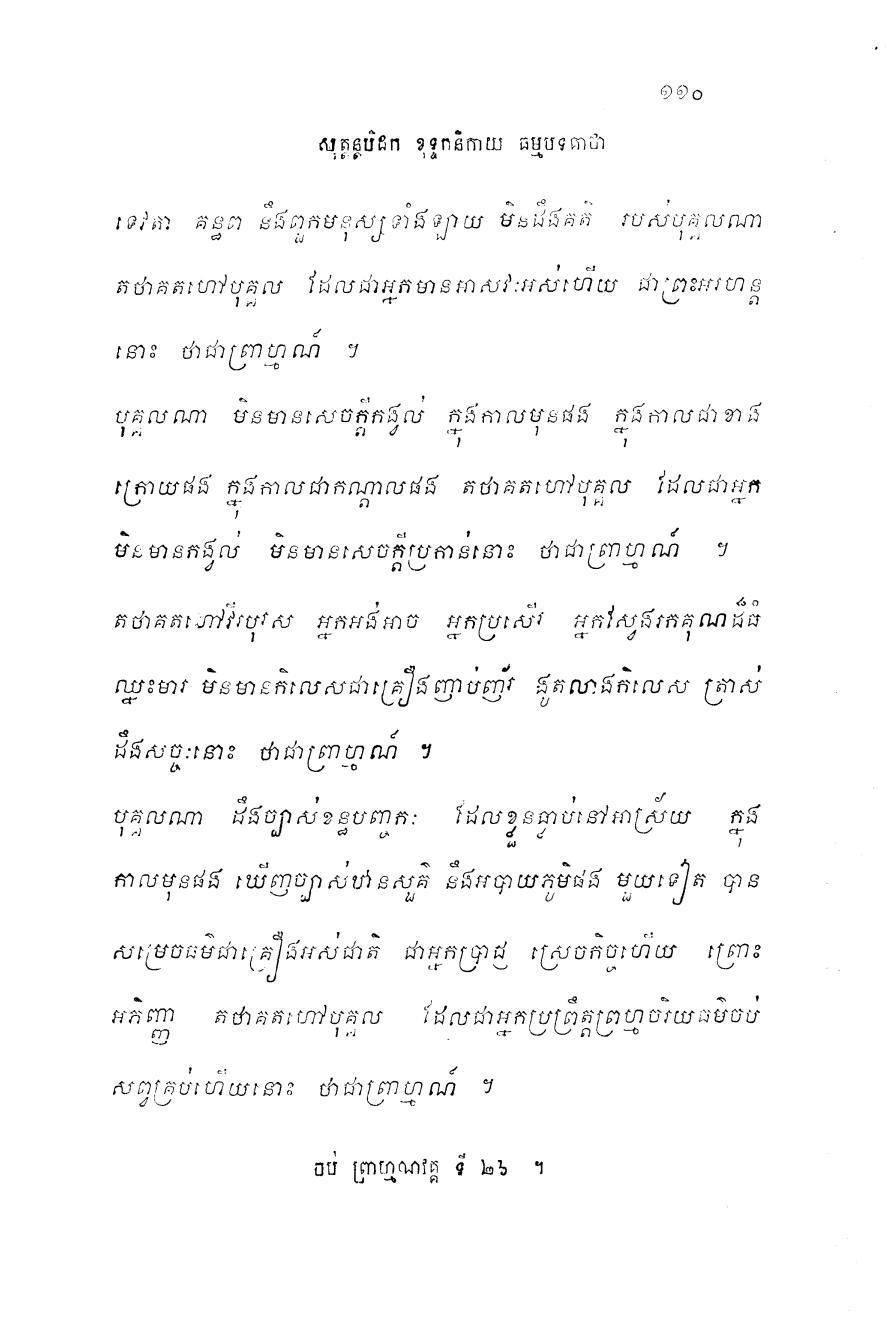 ១១០
សុត្តន្តបិដក ខុទ្ទកនិកាយ ធម្មបទគាថា
ទេវតា គន្ធព្វ នឹងពួកមនុស្សទាំងឡាយ មិនដឹងគតិ របស់បុគ្គលណា
តថាគតហៅបុគ្គល ដែលជាអ្នកមានអាសវៈអស់ហើយ ជាព្រះអរហន្ត
នោះ ថាជាព្រាហ្មណ៍ ។
បុគ្គលណា មិនមានសេចក្តីកង្វល់ ក្នុងកាលមុនផង ក្នុងកាលជាខាង
ក្រោយផង ក្នុងកាលជាកណ្តាលផង តថាគតហៅបុគ្គល ដែលជាអ្នក
មិនមានកង្វល់ មិនមានសេចក្តីប្រកាន់នោះ ថាជាព្រាហ្មណ៍ ។
តថាគតហៅវីរបុរស អ្នកអង់អាច អ្នកប្រសើរ អ្នកស្វែងរកគុណដ៏ធំ
ឈ្នះមារ មិនមានកិលេសជាគ្រឿងញាប់ញ័រ ងូតលាងកិលេស ត្រាស់
ដឹងសច្ចៈនោះ ថាជាព្រាហ្មណ៍ ។
បុគ្គលណា ដឹងច្បាស់ខន្ធបញ្ចកៈ ដែលខ្លួនធ្លាប់នៅអាស្រ័យ ក្នុង
កាលមុនផង ឃើញច្បាស់ឋានសួគ៌ នឹងអបាយភូមិផង មួយទៀត បាន
សម្រេចធម៌ជាគ្រឿងអស់ជាតិ ជាអ្នកប្រាជ្ញ ស្រេចកិច្ចហើយ ព្រោះ
អភិញ្ញា តថាគតហៅបុគ្គល ដែលជាអ្នកប្រព្រឹត្តព្រហ្មចរិយធម៌ចប់
សព្វគ្រប់ហើយនោះ ថាជាព្រាហ្មណ៍ ។
ចប់ ព្រាហ្មណវគ្គ ទី ២៦ ។